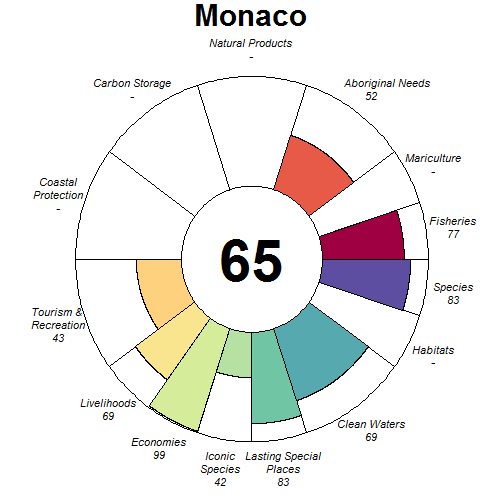 Monaco
Natural Products
-
Aboriginal Needs
52
Mariculture
-
Fisheries
77
Species
83
Habitats
-
Clean Waters
69
Lasting Special
Places
83
Iconic
Species
42
Economies
99
Livelihoods
69
Tourism &
Recreation
43
Coastal
Protection
-
Carbon Storage
-
65